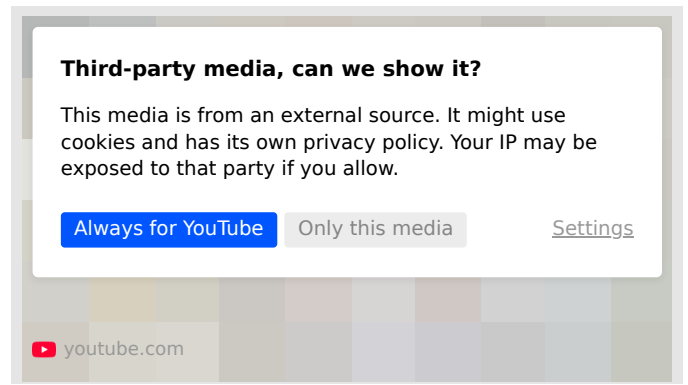 Third-party media, can we show it?
This media is from an external source. It might use
cookies and has its own privacy policy. Your IP may be
exposed to that party if you allow.
Always for YouTube
Only this media
Settings
youtube.com